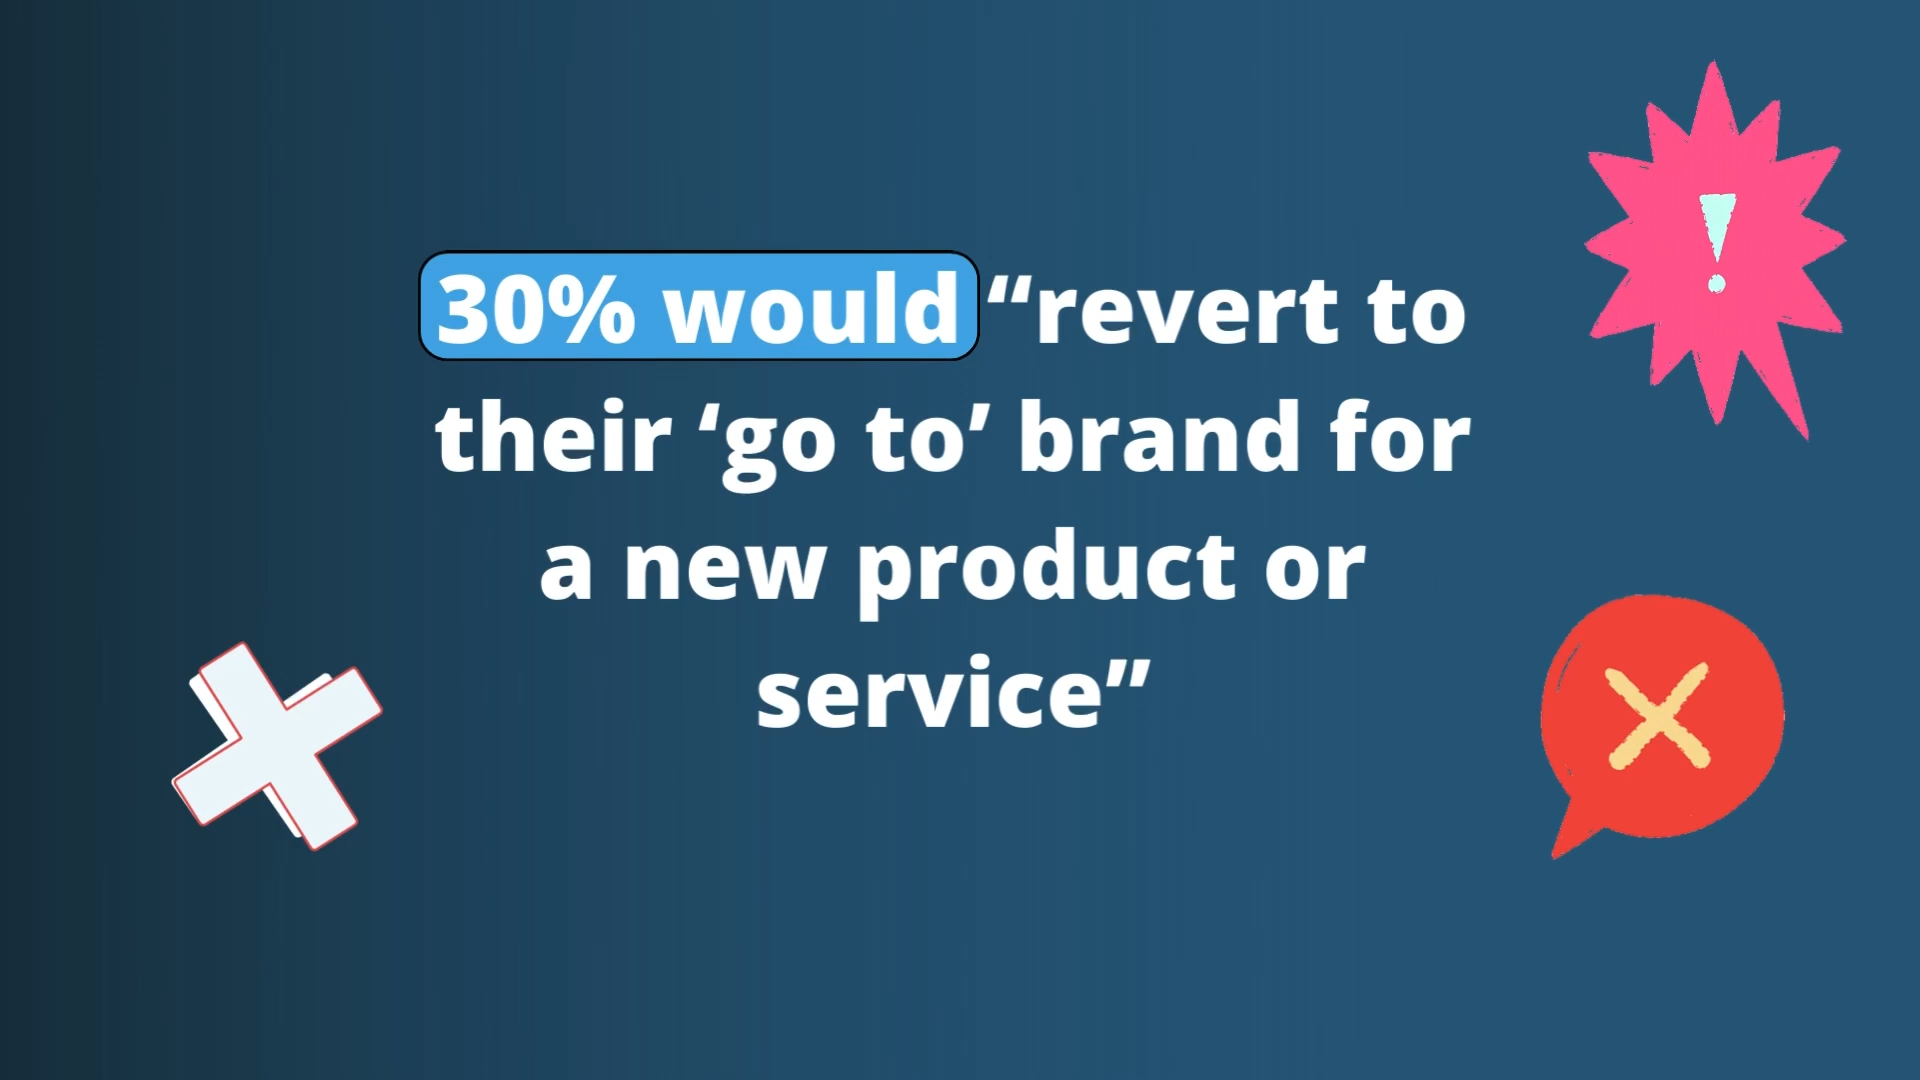 30% would “revert to
their ‘go to’ brand for
a new product or
service”
!